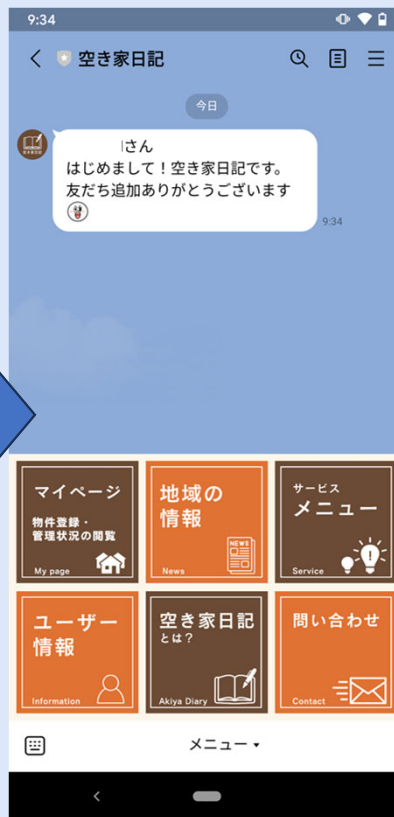 9:34
空き家日記
今日
さん
はじめまして！空き家日記です。
友だち追加ありがとうございます
9:34
マイページ
物件登録・
管理状況の閲覧
My page
地域の
情報
NEWS
News
サービス
メニュー
Service
ユーザー
情報
Information
空き家日記
とは？
Akiya Diary
問い合わせ
Contact
メニュー